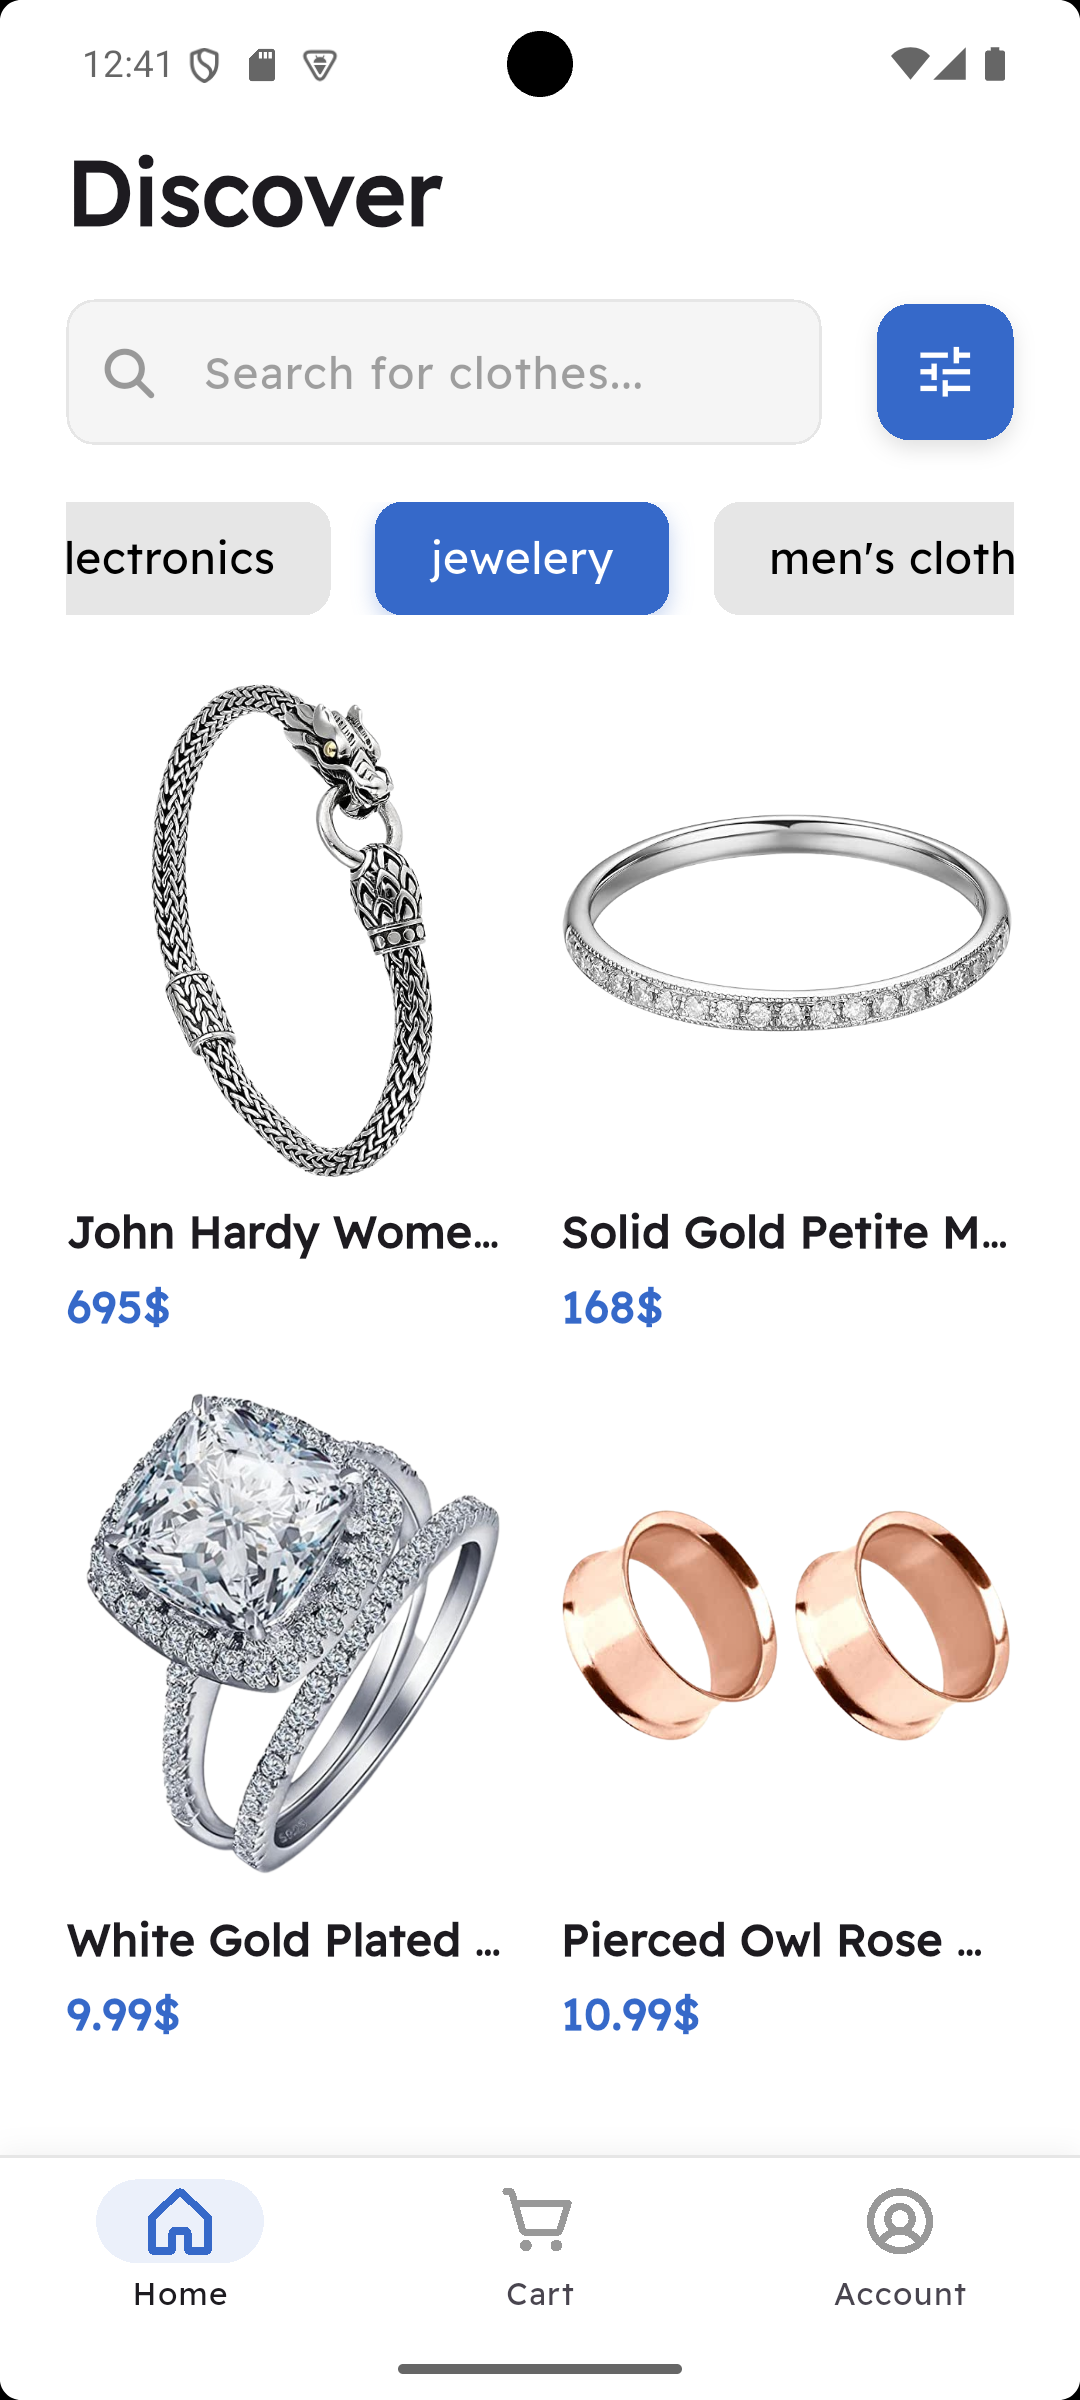 12:41
Discover
Search for clothes...
lectronics
jewelery
men's cloth
John Hardy Wome...
Solid Gold Petite M...
695$
168$
White Gold Plated ...
Pierced Owl Rose ...
9.99$
10.99$
Home
Cart
Account